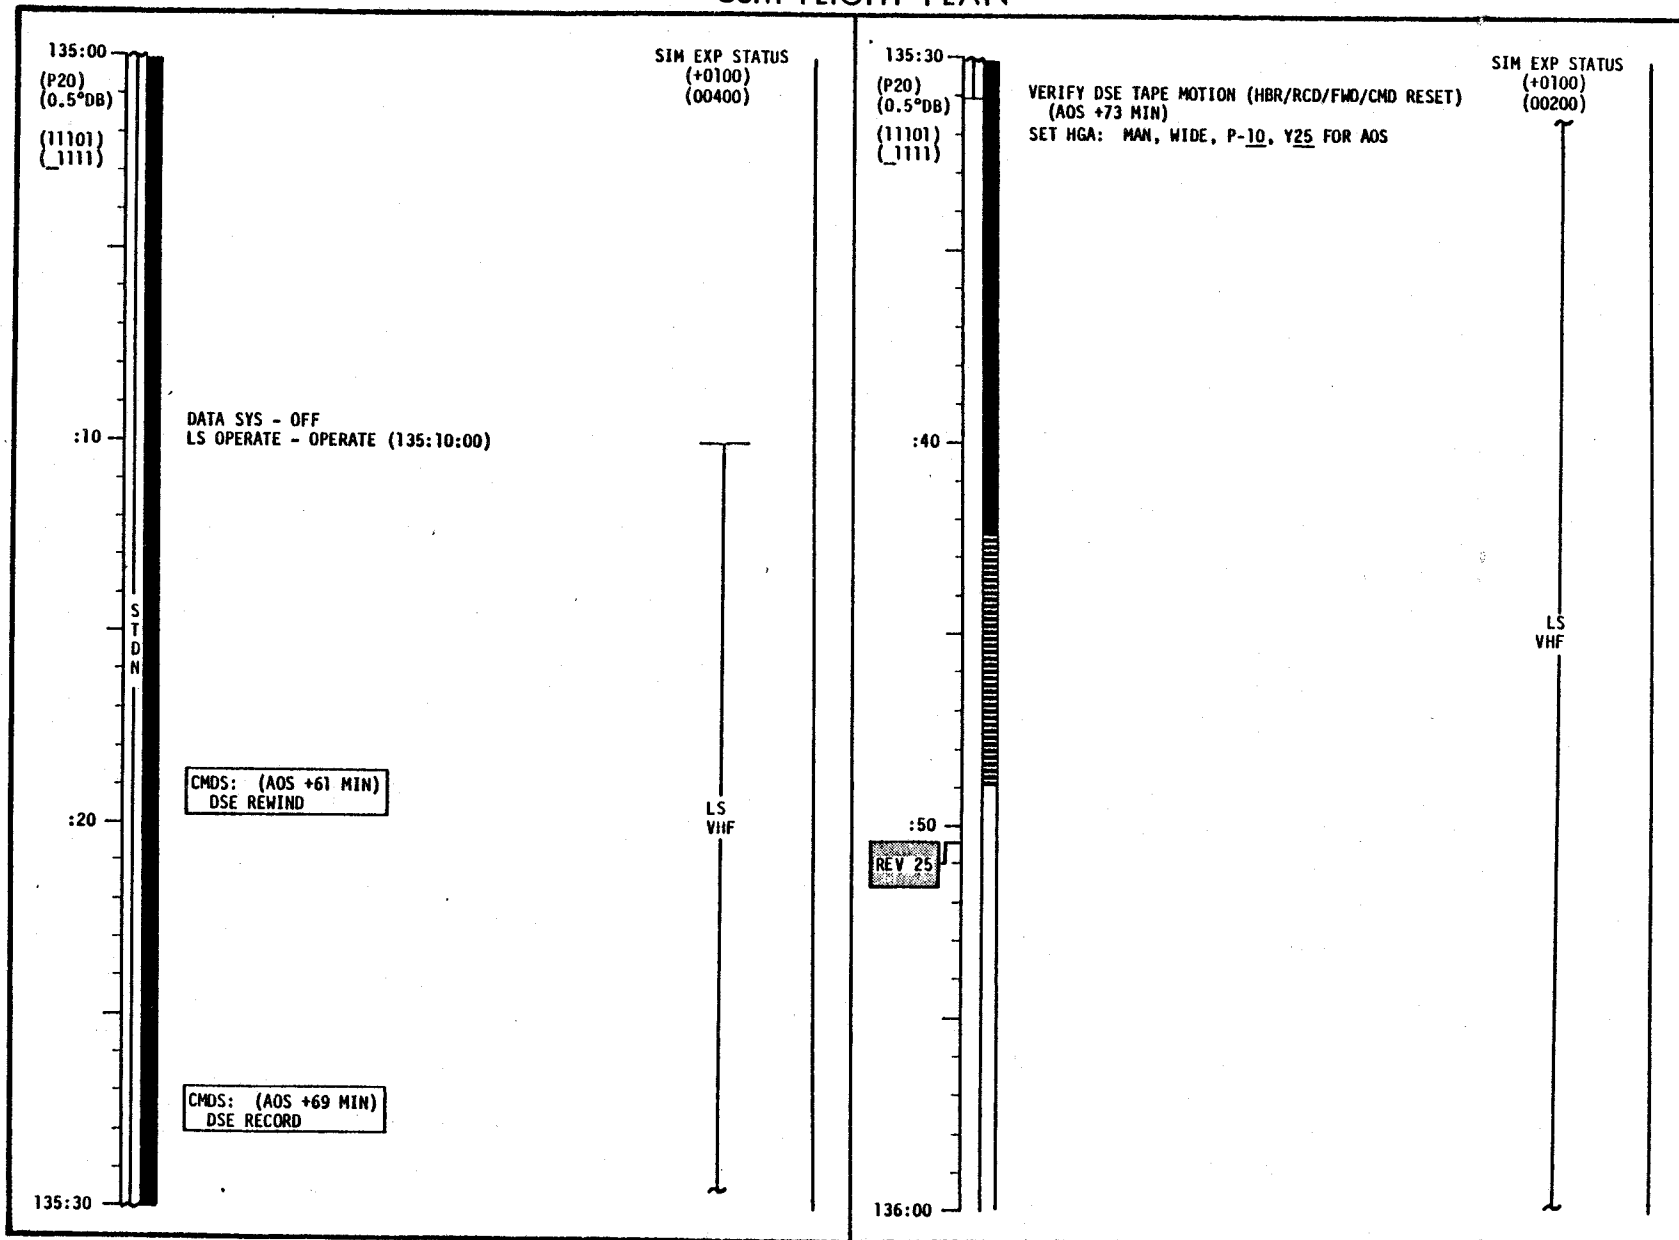 CSM FLIGHT PLAN
135:00
(P20)
(0.5°DB)
(11101)
(_1111)
SIM EXP STATUS
(+0100)
(00400)
DATA SYS - OFF
:10
LS OPERATE - OPERATE (135:10:00)
STDN
CMDS: (AOS +61 MIN)
DSE REWIND
:20
LS
VHF
CMDS: (AOS +69 MIN)
DSE RECORD
135:30
135:30
(P20)
(0.5°DB)
(11101)
(_1111)
SIM EXP STATUS
(+0100)
(00200)
VERIFY DSE TAPE MOTION (HBR/RCD/FWD/CMD RESET)
(AOS +73 MIN)
SET HGA: MAN, WIDE, P-10, Y25 FOR AOS
:40
LS
VHF
:50
REV 25
136:00